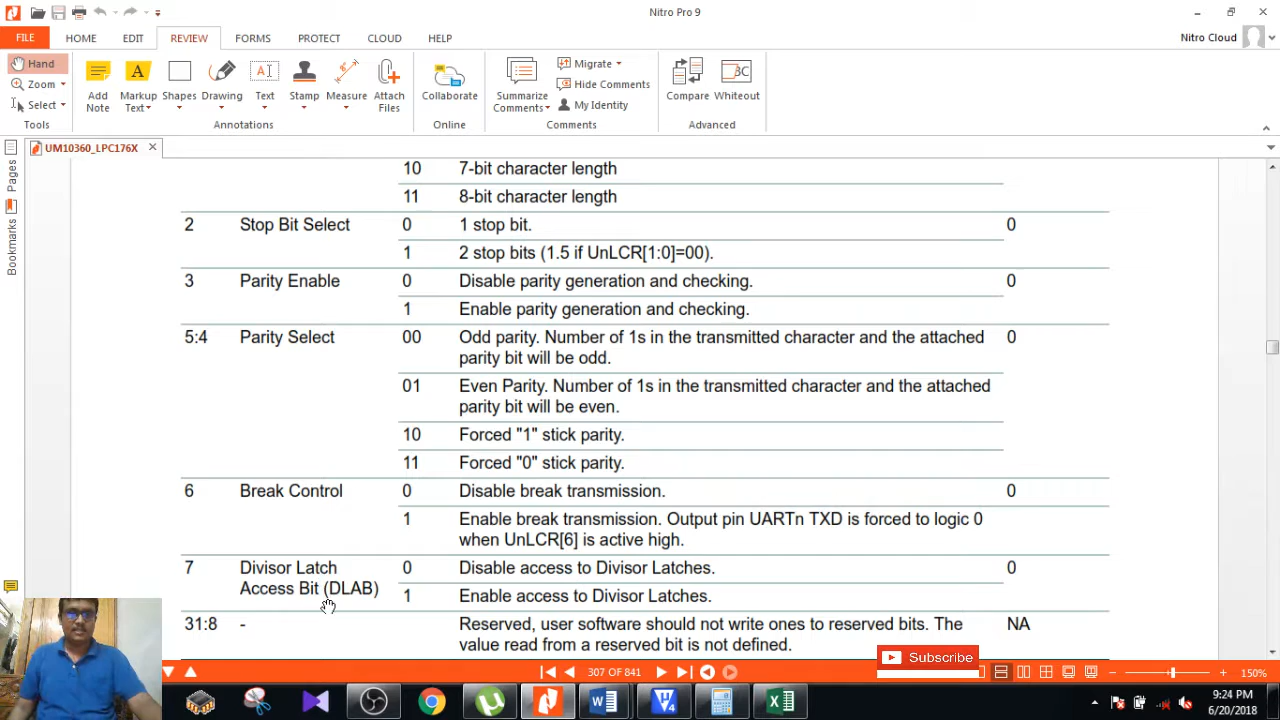 Nitro Pro 9
FILE
HOME
EDIT
REVIEW
FORMS
PROTECT
CLOUD
HELP
Nitro Cloud
Hand
Zoom
Select
Tools
Add
Note
Markup
Text
Shapes
Drawing
Text
Stamp
Measure
Attach
Files
Annotations
Collaborate
Online
Summarize
Comments
Migrate
Hide Comments
My Identity
Comments
Compare
Whiteout
Advanced
UM10360_LPC176X
Pages
Bookmarks
10 7-bit character length
11 8-bit character length
2 Stop Bit Select 0 1 stop bit. 0
1 2 stop bits (1.5 if UnLCR[1:0]=00).
3 Parity Enable 0 Disable parity generation and checking. 0
1 Enable parity generation and checking.
5:4 Parity Select 00 Odd parity. Number of 1s in the transmitted character and the attached 0
parity bit will be odd.
01 Even Parity. Number of 1s in the transmitted character and the attached
parity bit will be even.
10 Forced "1" stick parity.
11 Forced "0" stick parity.
6 Break Control 0 Disable break transmission. 0
1 Enable break transmission. Output pin UARTn TXD is forced to logic 0
when UnLCR[6] is active high.
7 Divisor Latch 0 Disable access to Divisor Latches. 0
Access Bit (DLAB)
1 Enable access to Divisor Latches.
31:8 - Reserved, user software should not write ones to reserved bits. The NA
value read from a reserved bit is not defined.
Subscribe
307 OF 841
150%
9:24 PM
6/20/2018